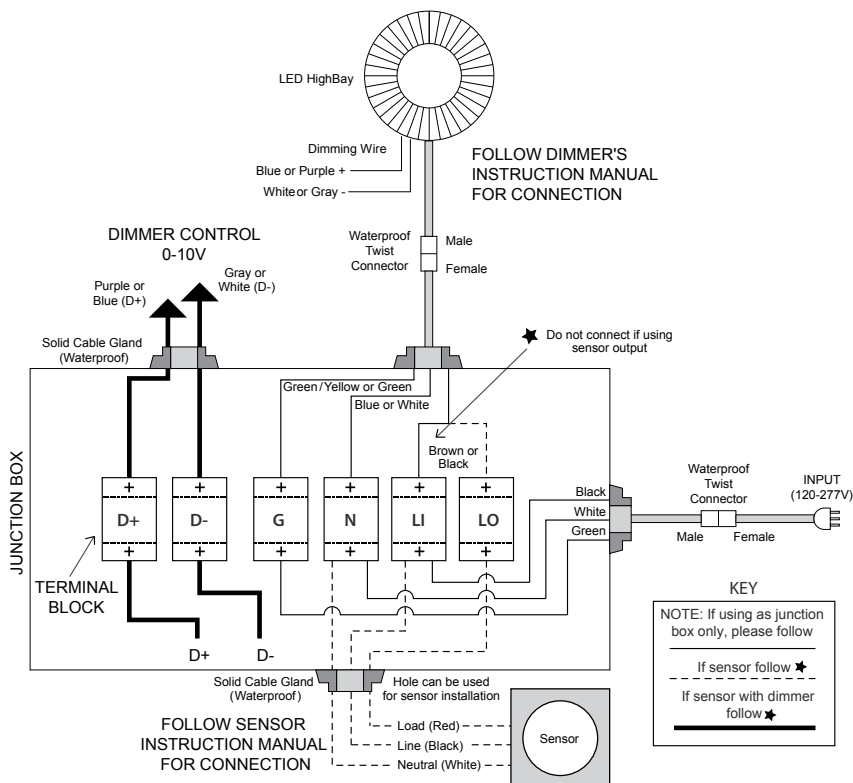 LED HighBay
Dimming Wire
Blue or Purple +
White or Gray -
FOLLOW DIMMER'S
INSTRUCTION MANUAL
FOR CONNECTION
Waterproof
Twist
Connector
Male
Female
DIMMER CONTROL
0-10V
Purple or
Blue (D+)
Gray or
White (D-)
Solid Cable Gland
(Waterproof)
★ Do not connect if using
sensor output
JUNCTION BOX
Green/Yellow or Green
Blue or White
Brown or
Black
+ + + + + +
D+ D- G N LI LO
+ + + + + +
TERMINAL
BLOCK
D+ D-
Black
White
Green
Waterproof
Twist
Connector
Male Female
INPUT
(120-277V)
Solid Cable Gland
(Waterproof)
Hole can be used
for sensor installation
FOLLOW SENSOR
INSTRUCTION MANUAL
FOR CONNECTION
Load (Red)
Line (Black)
Neutral (White)
Sensor
KEY
NOTE: If using as junction
box only, please follow
If sensor follow ★
If sensor with dimmer
follow ★